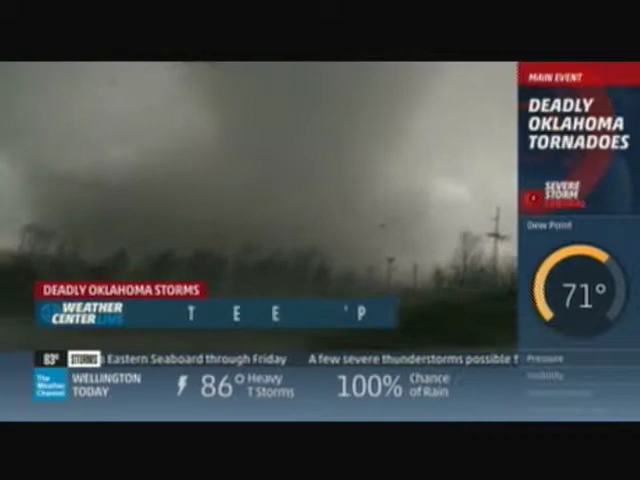 MAIN EVENT
DEADLY
OKLAHOMA
TORNADOES
SEVERE
STORM
CENTRAL
Dew Point
71°
DEADLY OKLAHOMA STORMS
WEATHER
CENTER LIVE
T E E 'P
83° STORMS Eastern Seaboard through Friday A few severe thunderstorms possible f
Pressure
Visibility
The
Weather
Channel
WELLINGTON
TODAY
86° Heavy
T Storms
100% Chance
of Rain